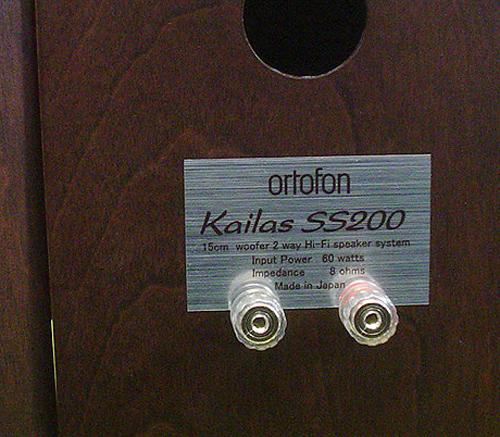 ortofon
Kailas SS200
15cm woofer 2 way Hi-Fi speaker system
Input Power 60 watts
Impedance 8 ohms
Made in Japan